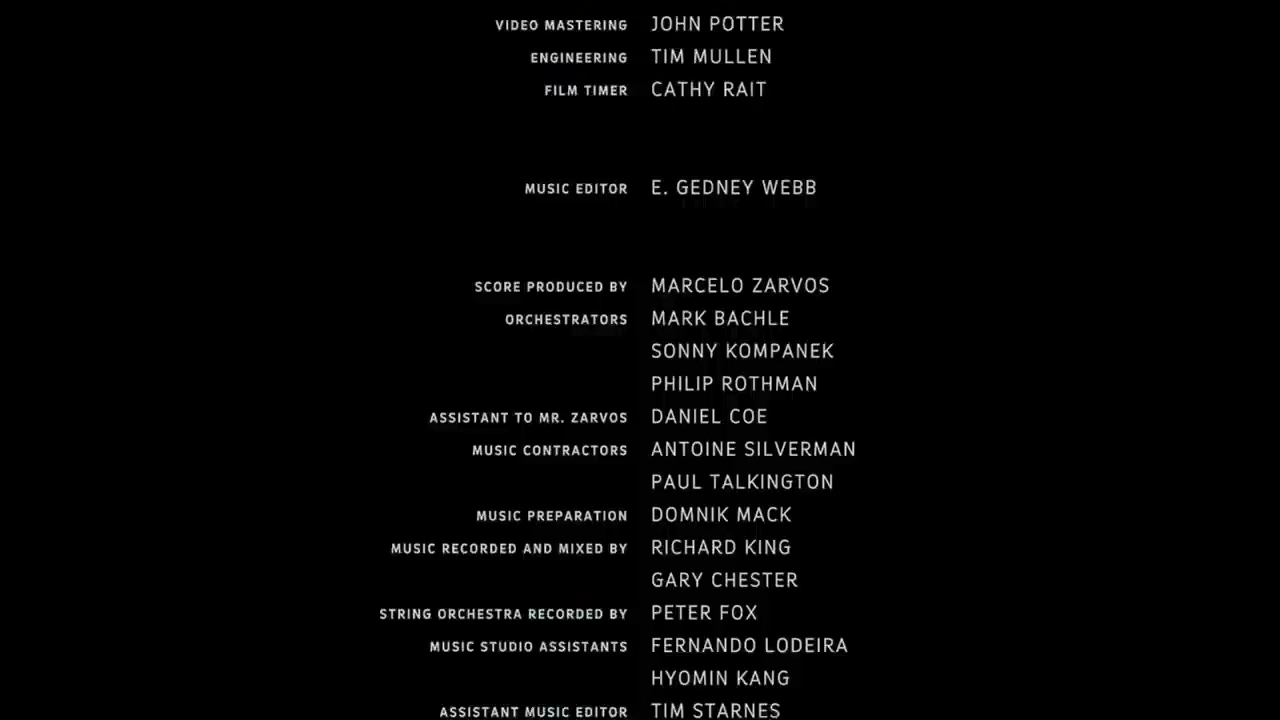 VIDEO MASTERING JOHN POTTER
ENGINEERING TIM MULLEN
FILM TIMER CATHY RAIT
MUSIC EDITOR E. GEDNEY WEBB
SCORE PRODUCED BY MARCELO ZARVOS
ORCHESTRATORS MARK BACHLE
SONNY KOMPANEK
PHILIP ROTHMAN
ASSISTANT TO MR. ZARVOS DANIEL COE
MUSIC CONTRACTORS ANTOINE SILVERMAN
PAUL TALKINGTON
MUSIC PREPARATION DOMNIK MACK
MUSIC RECORDED AND MIXED BY RICHARD KING
GARY CHESTER
STRING ORCHESTRA RECORDED BY PETER FOX
MUSIC STUDIO ASSISTANTS FERNANDO LODEIRA
HYOMIN KANG
ASSISTANT MUSIC EDITOR TIM STARNES